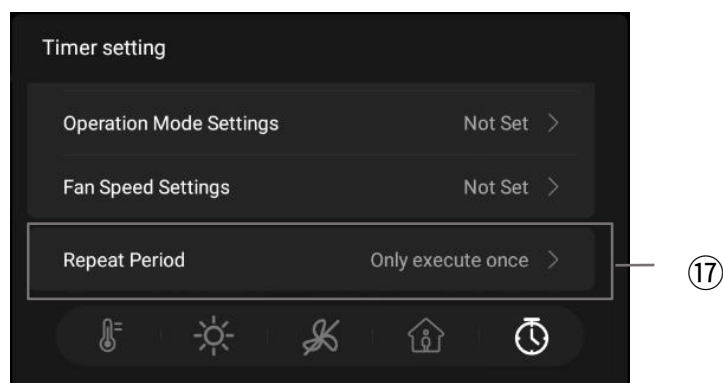 Timer setting
Operation Mode Settings Not Set >
Fan Speed Settings Not Set >
Repeat Period Only execute once >
⑰